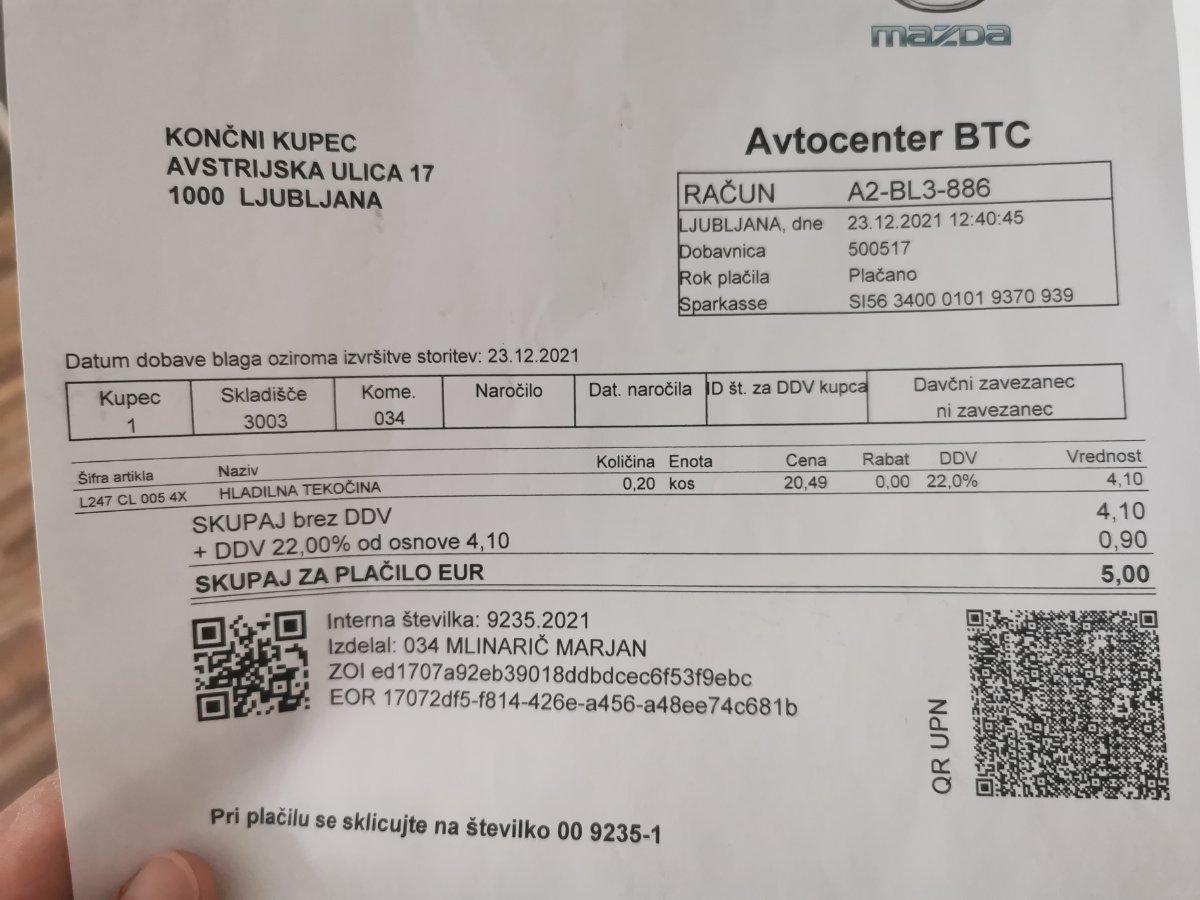 mazda
KONČNI KUPEC
AVSTRIJSKA ULICA 17
1000 LJUBLJANA
Avtocenter BTC
RAČUN A2-BL3-886
LJUBLJANA, dne 23.12.2021 12:40:45
Dobavnica 500517
Rok plačila Plačano
Sparkasse SI56 3400 0101 9370 939
Datum dobave blaga oziroma izvršitve storitev: 23.12.2021
Kupec Skladišče Kome. Naročilo Dat. naročila ID št. za DDV kupca Davčni zavezanec
1 3003 034 ni zavezanec
Šifra artikla Naziv Količina Enota Cena Rabat DDV Vrednost
L247 CL 005 4X HLADILNA TEKOČINA 0,20 kos 20,49 0,00 22,0% 4,10
SKUPAJ brez DDV 4,10
+ DDV 22,00% od osnove 4,10 0,90
SKUPAJ ZA PLAČILO EUR 5,00
Interna številka: 9235.2021
Izdelal: 034 MLINARIČ MARJAN
ZOI ed1707a92eb39018ddbdcec6f53f9ebc
EOR 17072df5-f814-426e-a456-a48ee74c681b
QR UPN
Pri plačilu se sklicujte na številko 00 9235-1